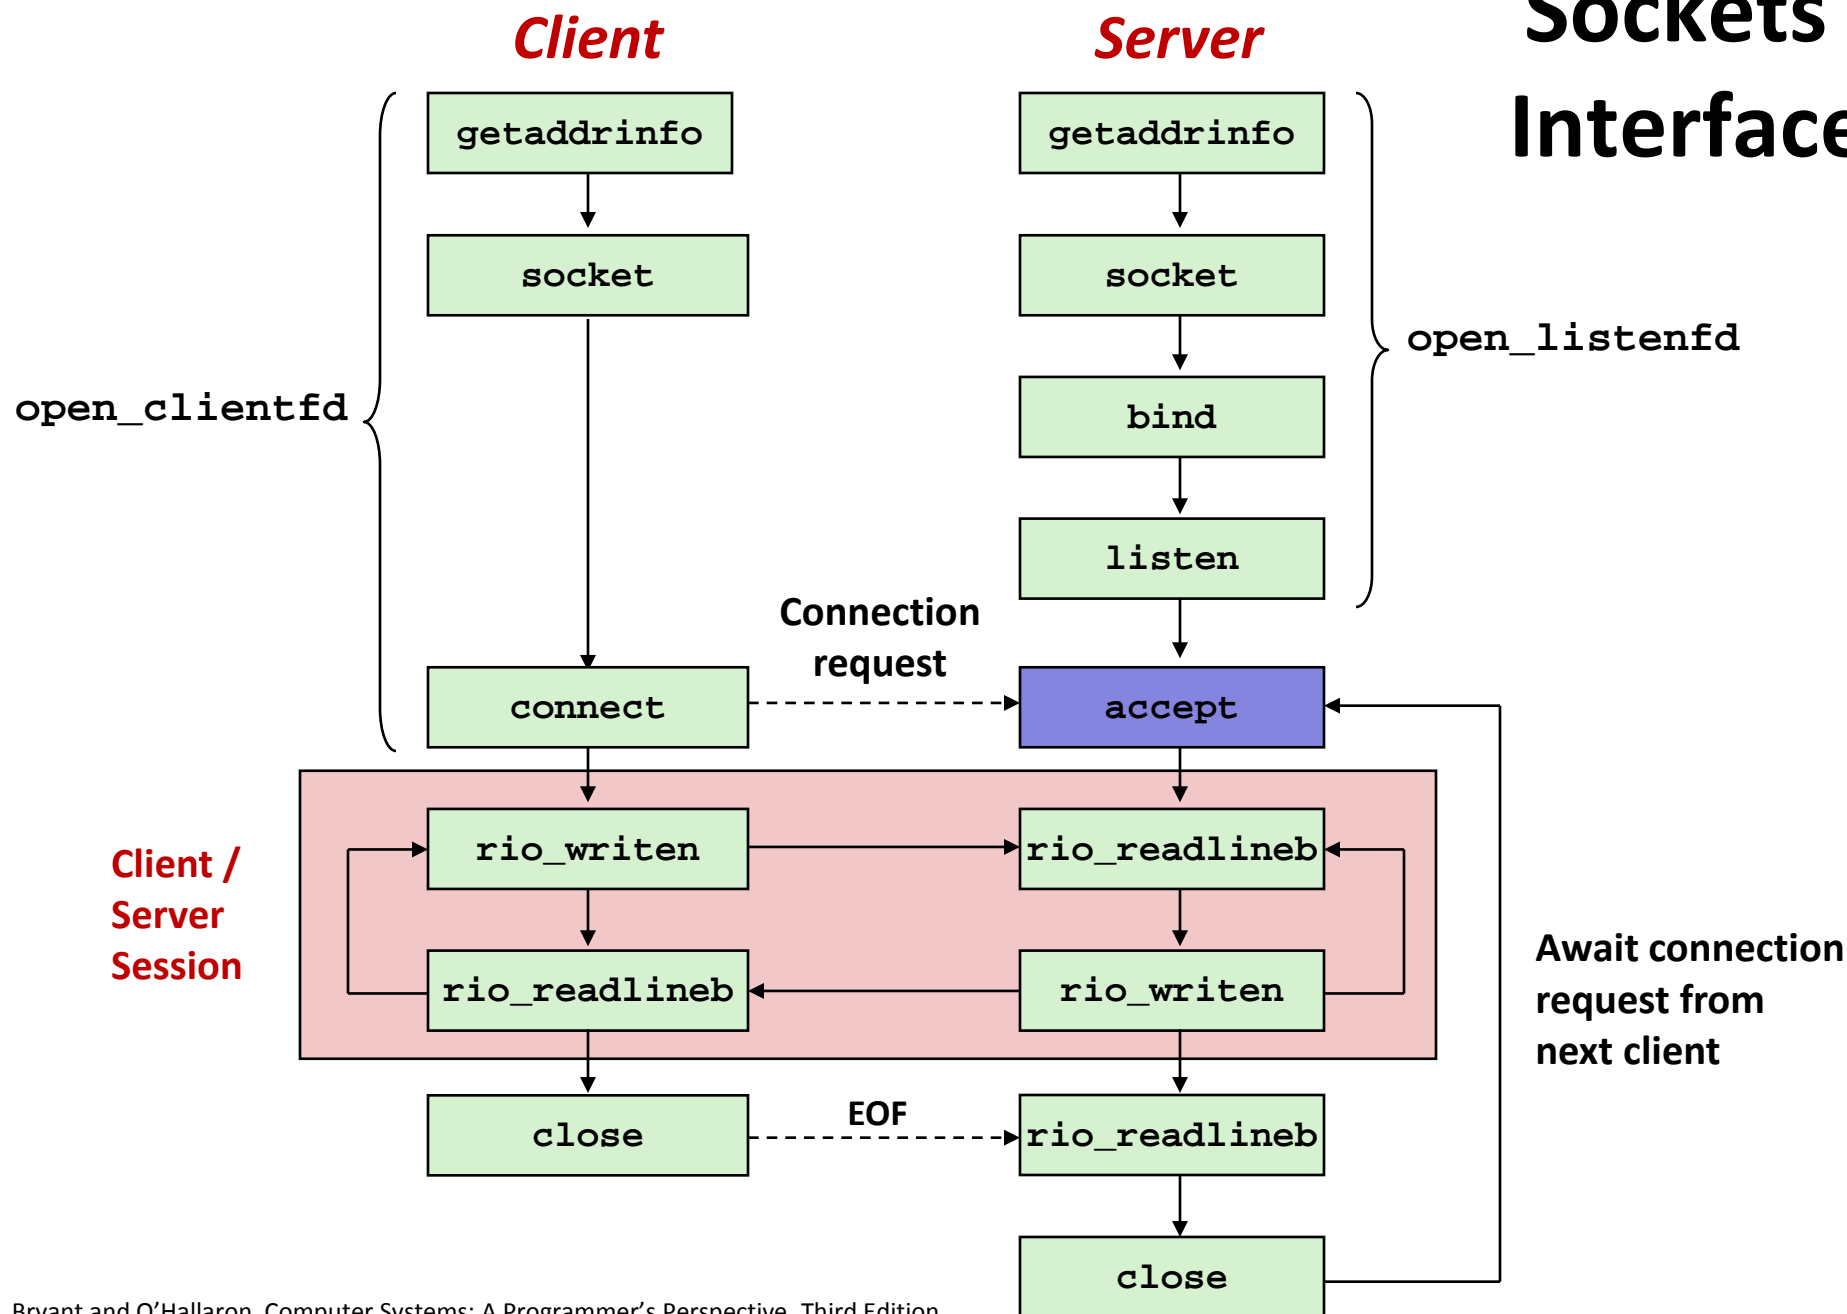 Sockets
Interface
Client
Server
getaddrinfo
getaddrinfo
socket
socket
open_listenfd
bind
open_clientfd
listen
Connection
request
connect
accept
Client /
Server
Session
rio_writen
rio_readlineb
rio_readlineb
rio_writen
Await connection
request from
next client
close
EOF
rio_readlineb
close
Bryant and O'Hallaron, Computer Systems: A Programmer's Perspective, Third Edition